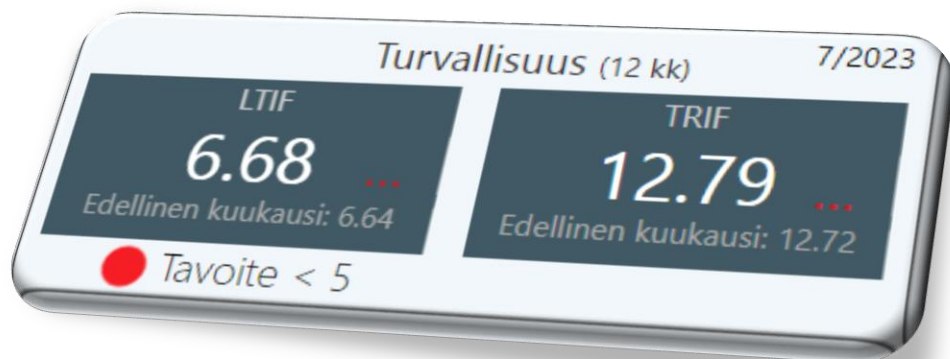 Turvallisuus (12 kk) 7/2023
LTIF
6.68 ...
Edellinen kuukausi: 6.64
TRIF
12.79 ...
Edellinen kuukausi: 12.72
Tavoite < 5